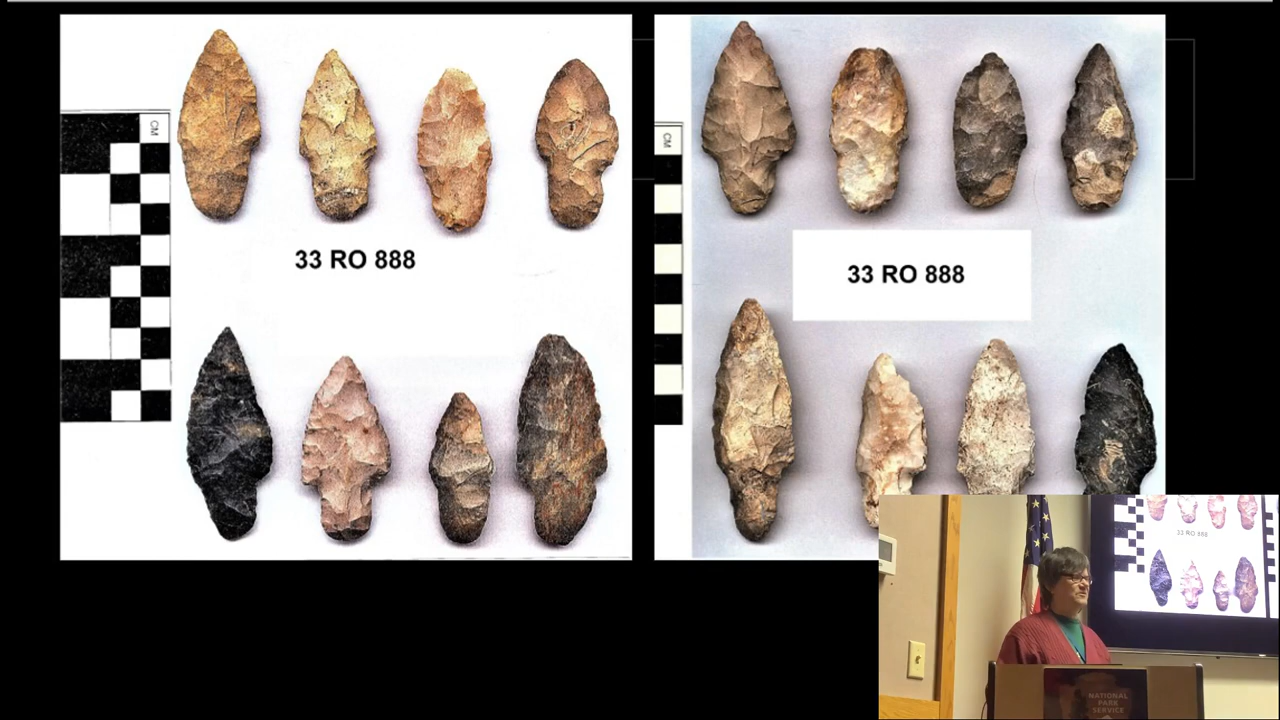 CM
33 RO 888
CM
33 RO 888
33 RO 888
NATIONAL
PARK
SERVICE